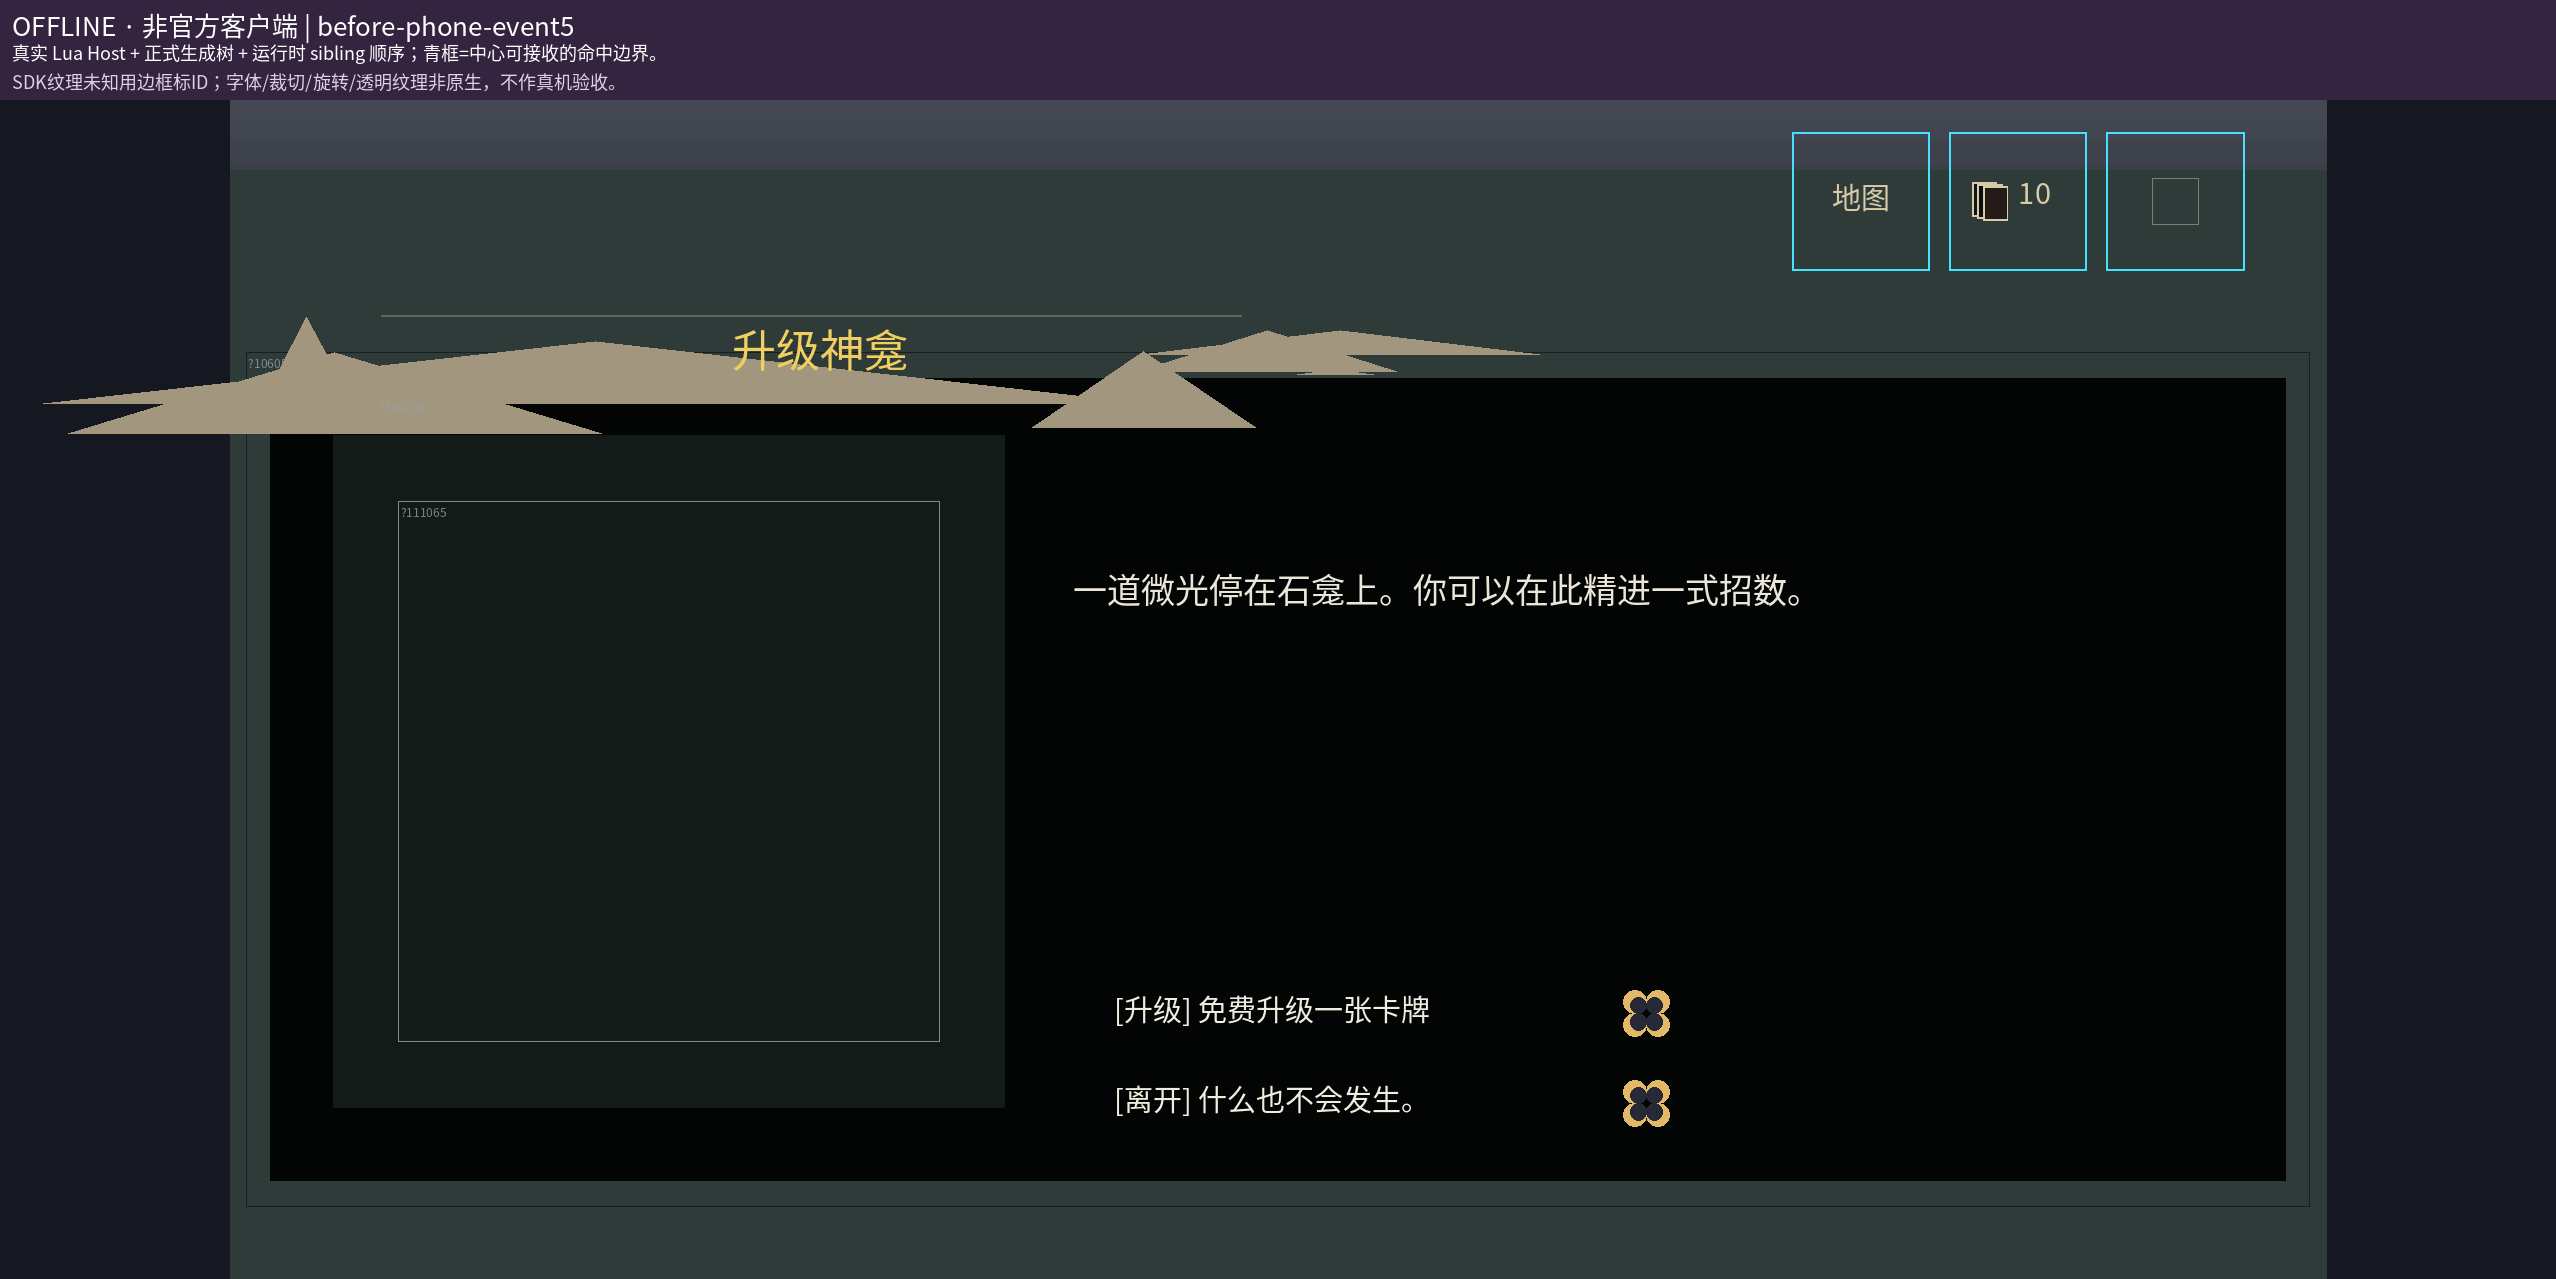 OFFLINE · 非官方客户端 | before-phone-event5
真实 Lua Host + 正式生成树 + 运行时 sibling 顺序；青框=中心可接收的命中边界。
SDK纹理未知用边框标ID；字体/裁切/旋转/透明纹理非原生，不作真机验收。
地图
10
升级神龛
?111065
一道微光停在石龛上。你可以在此精进一式招数。
[升级] 免费升级一张卡牌
[离开] 什么也不会发生。